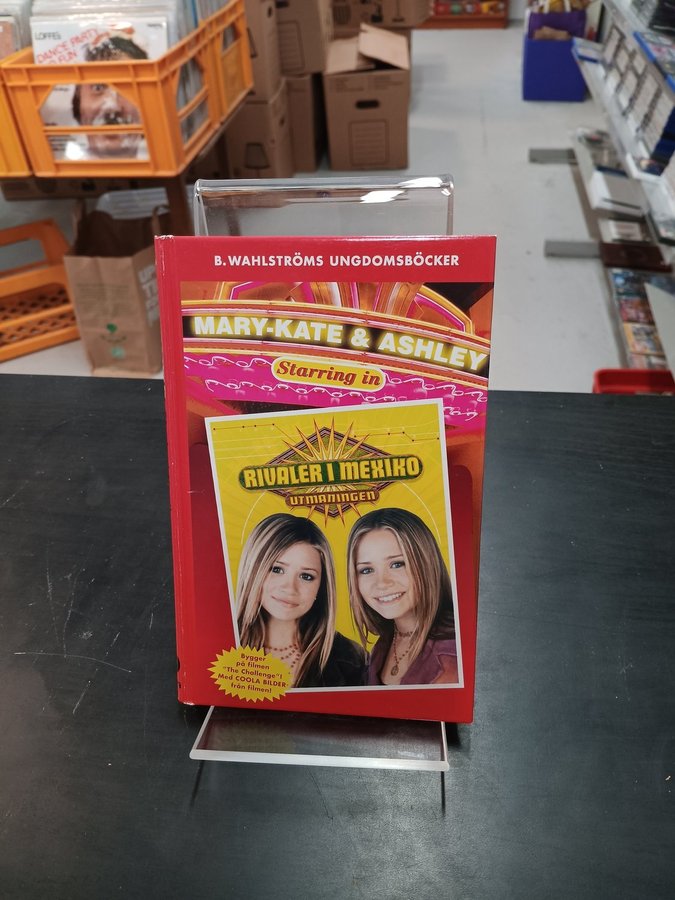 LOFFE'S
DANCE PARTY
B. WAHLSTRÖMS UNGDOMSBÖCKER
MARY-KATE & ASHLEY
Starring in
RIVALER I MEXIKO
UTMANINGEN
Bygger
på filmen
"The Challenge"!
Med COOLA BILDER
från filmen!